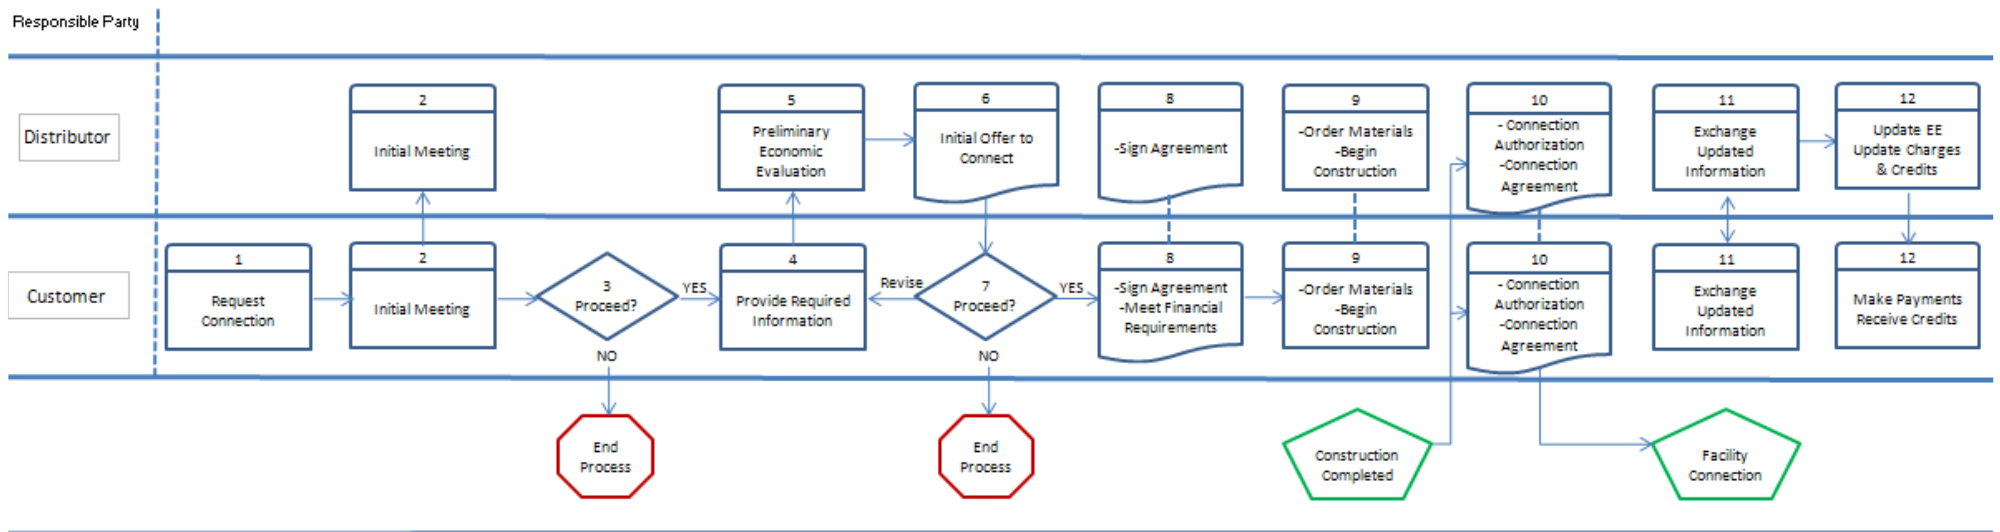 Responsible Party
Distributor
2
Initial Meeting
5
Preliminary
Economic
Evaluation
6
Initial Offer to
Connect
8
-Sign Agreement
9
-Order Materials
-Begin
Construction
10
- Connection
Authorization
-Connection
Agreement
11
Exchange
Updated
Information
12
Update EE
Update Charges
& Credits
Customer
1
Request
Connection
2
Initial Meeting
3
Proceed?
YES
NO
4
Provide Required
Information
Revise
7
Proceed?
YES
NO
8
-Sign Agreement
-Meet Financial
Requirements
9
-Order Materials
-Begin
Construction
10
- Connection
Authorization
-Connection
Agreement
11
Exchange
Updated
Information
12
Make Payments
Receive Credits
End
Process
End
Process
Construction
Completed
Facility
Connection